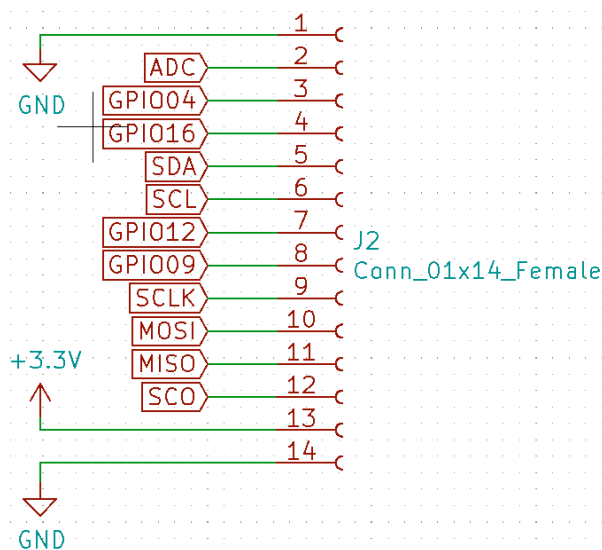 1
ADC 2
GND GPIO04 3
GPIO16 4
SDA 5
SCL 6
GPIO12 7
J2
GPIO09 8
Conn_01x14_Female
SCLK 9
MOSI 10
+3.3V MISO 11
SCO 12
13
14
GND